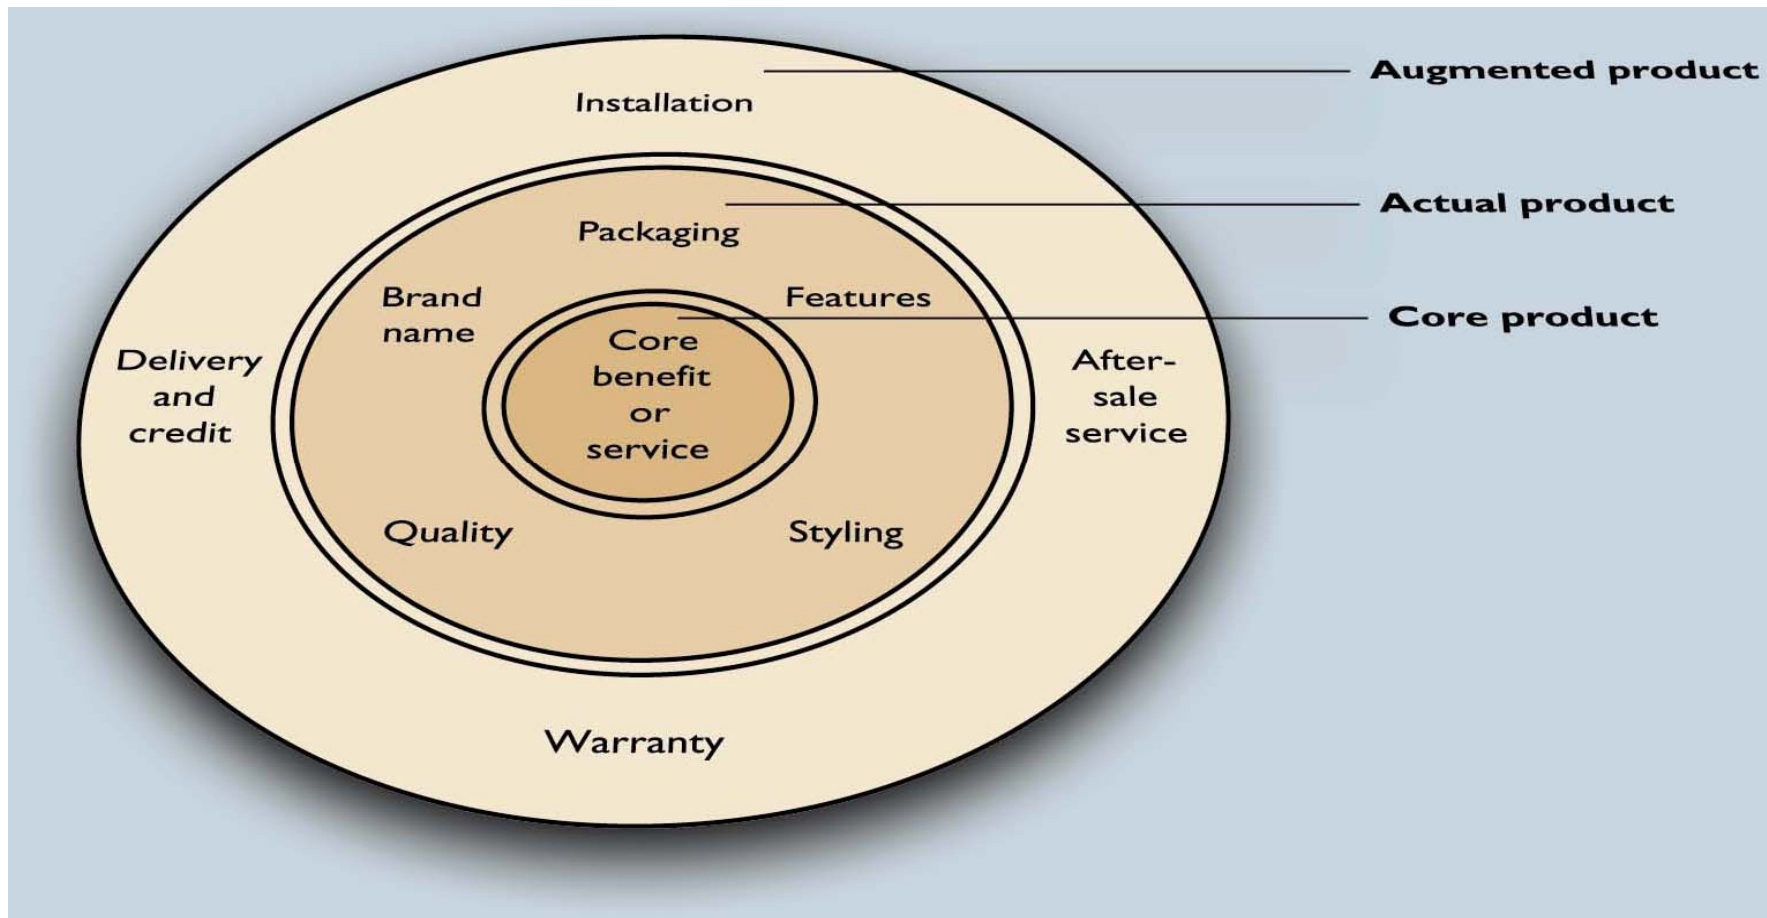 Augmented product
Installation
Actual product
Packaging
Brand
name
Features
Core product
Core
benefit
or
service
Delivery
and
credit
After-
sale
service
Quality
Styling
Warranty